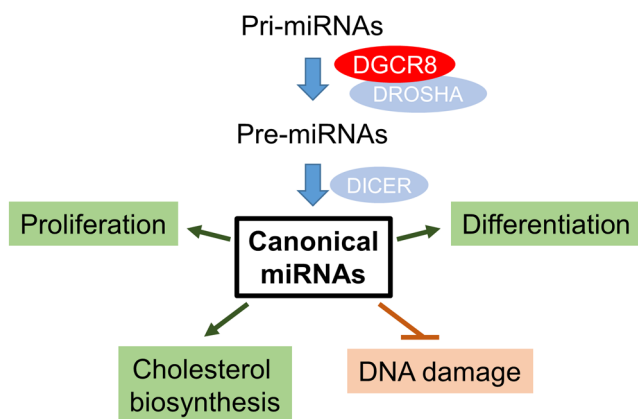 Pri-miRNAs
DGCR8
DROSHA
Pre-miRNAs
DICER
Proliferation
Canonical
miRNAs
Differentiation
Cholesterol
biosynthesis
DNA damage